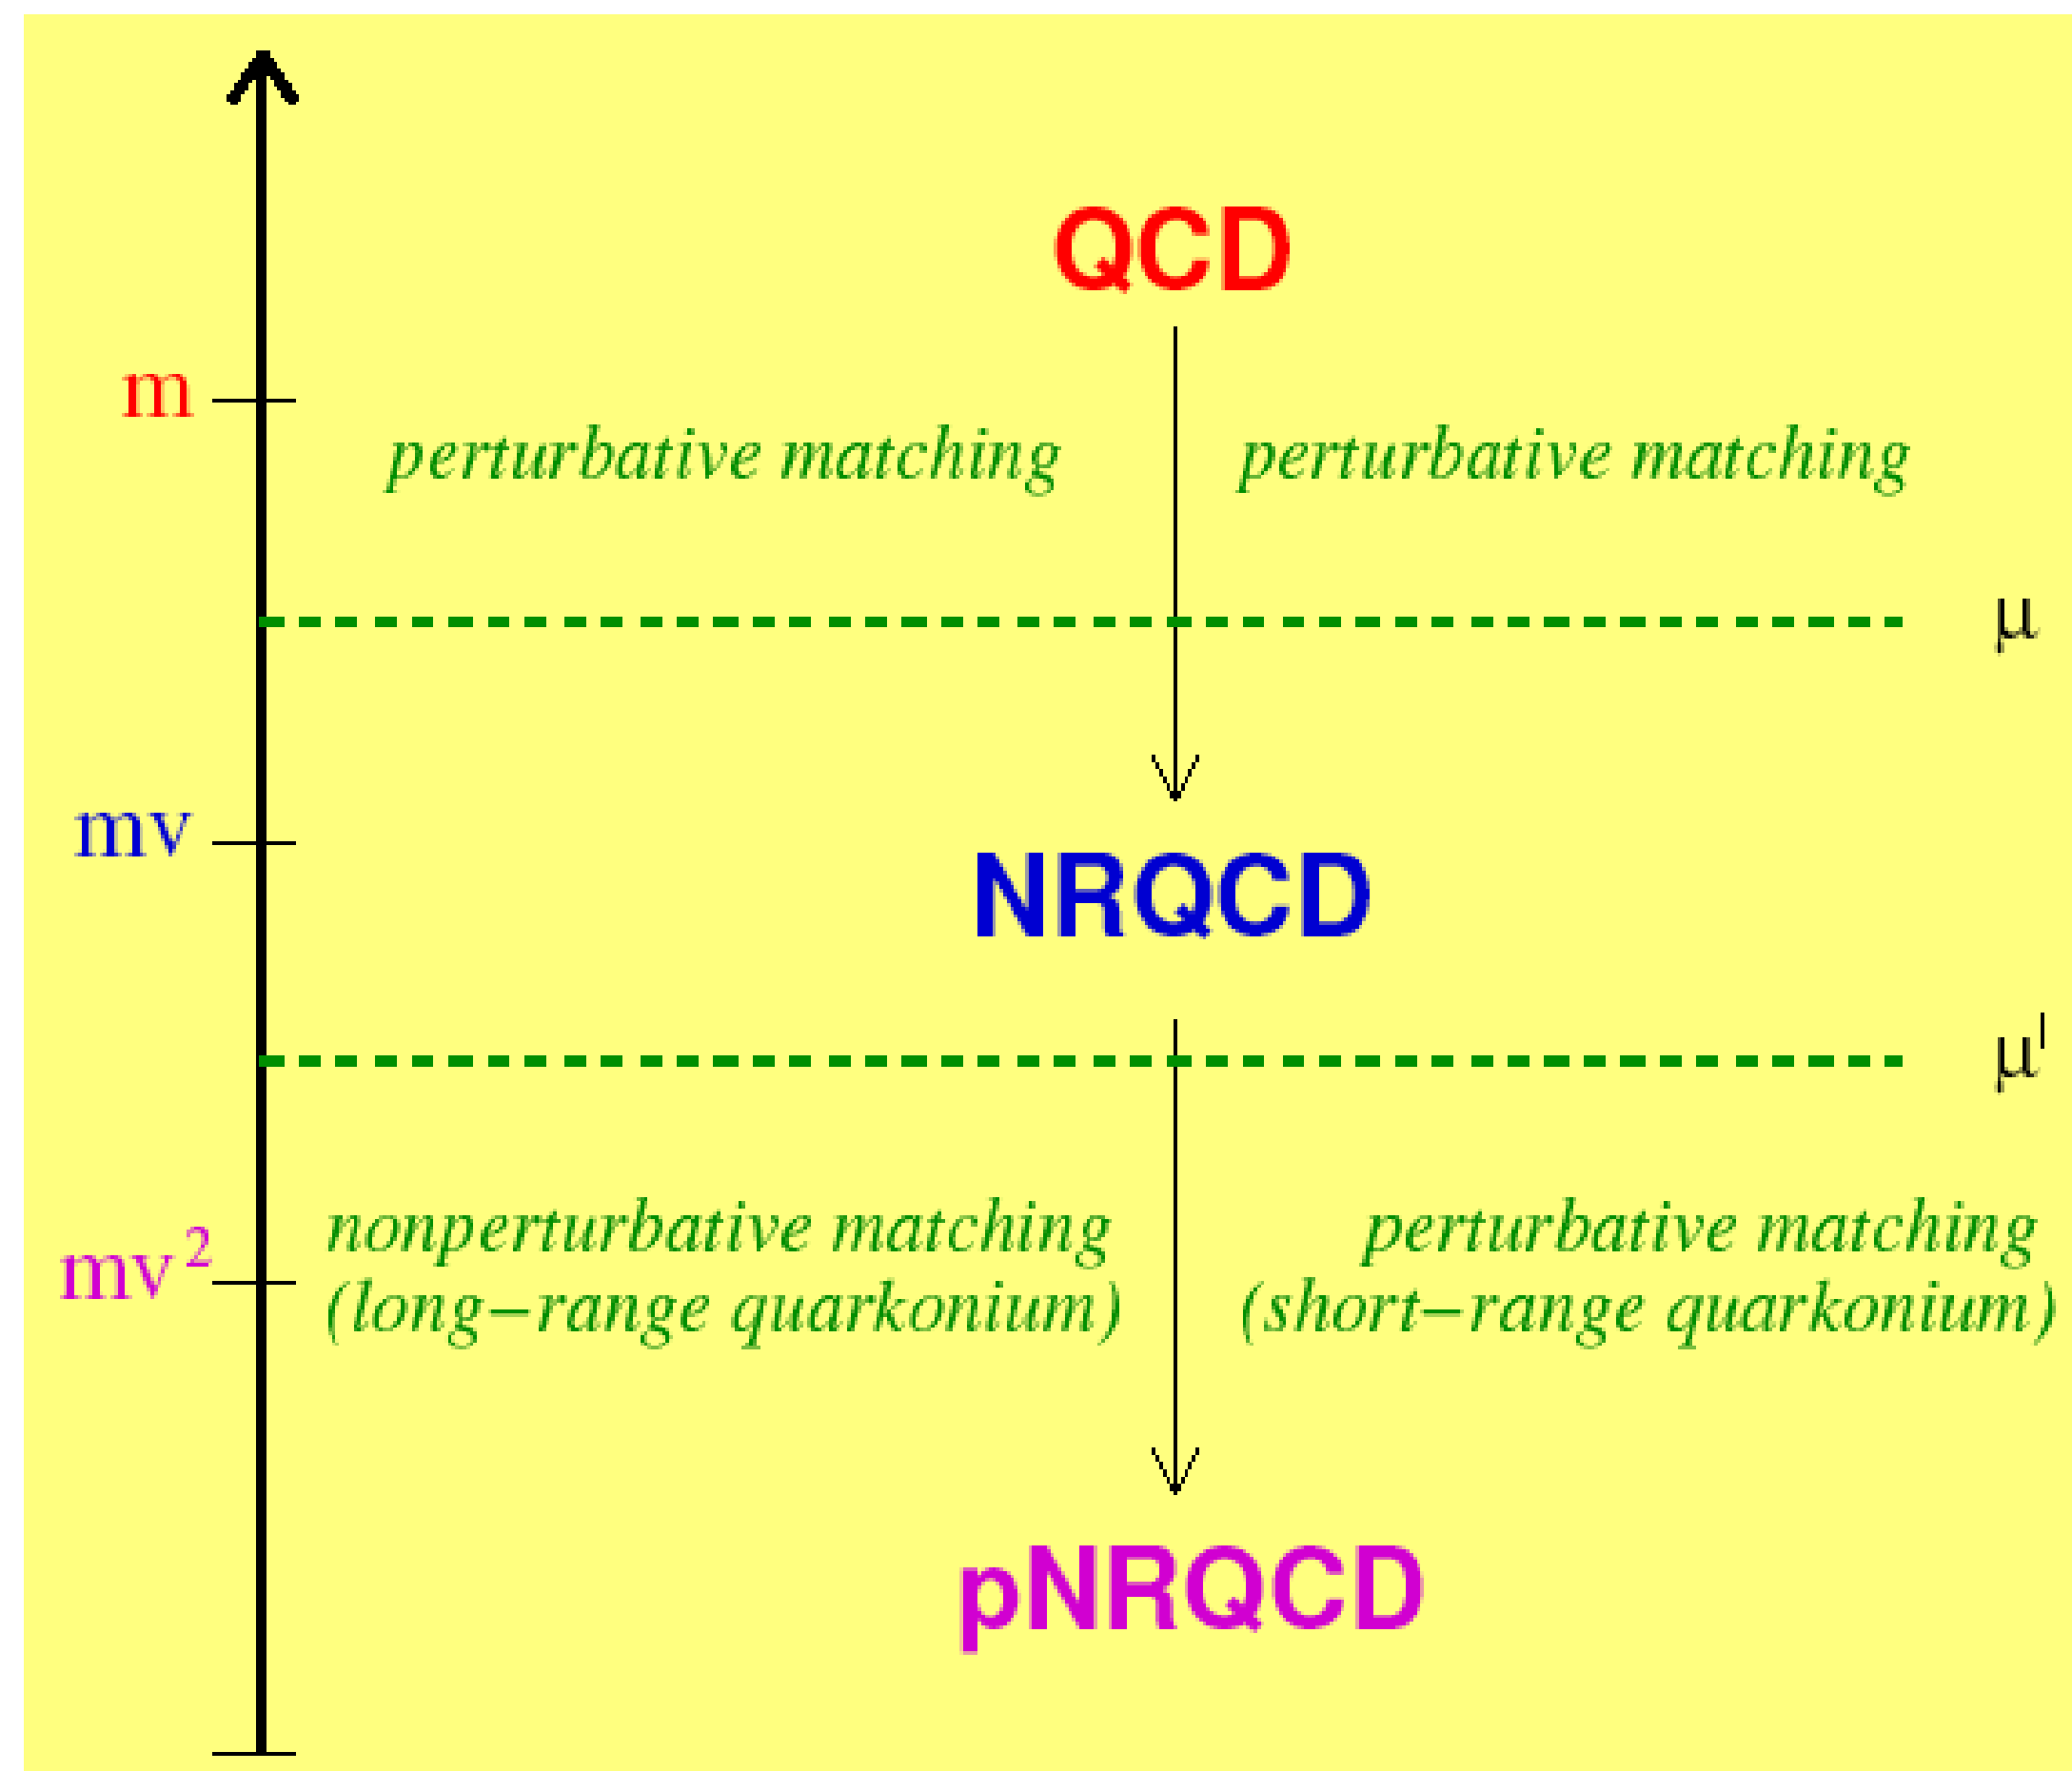 QCD
m
perturbative matching perturbative matching
μ
mv
NRQCD
μ'
nonperturbative matching perturbative matching
mv²
(long−range quarkonium) (short−range quarkonium)
pNRQCD